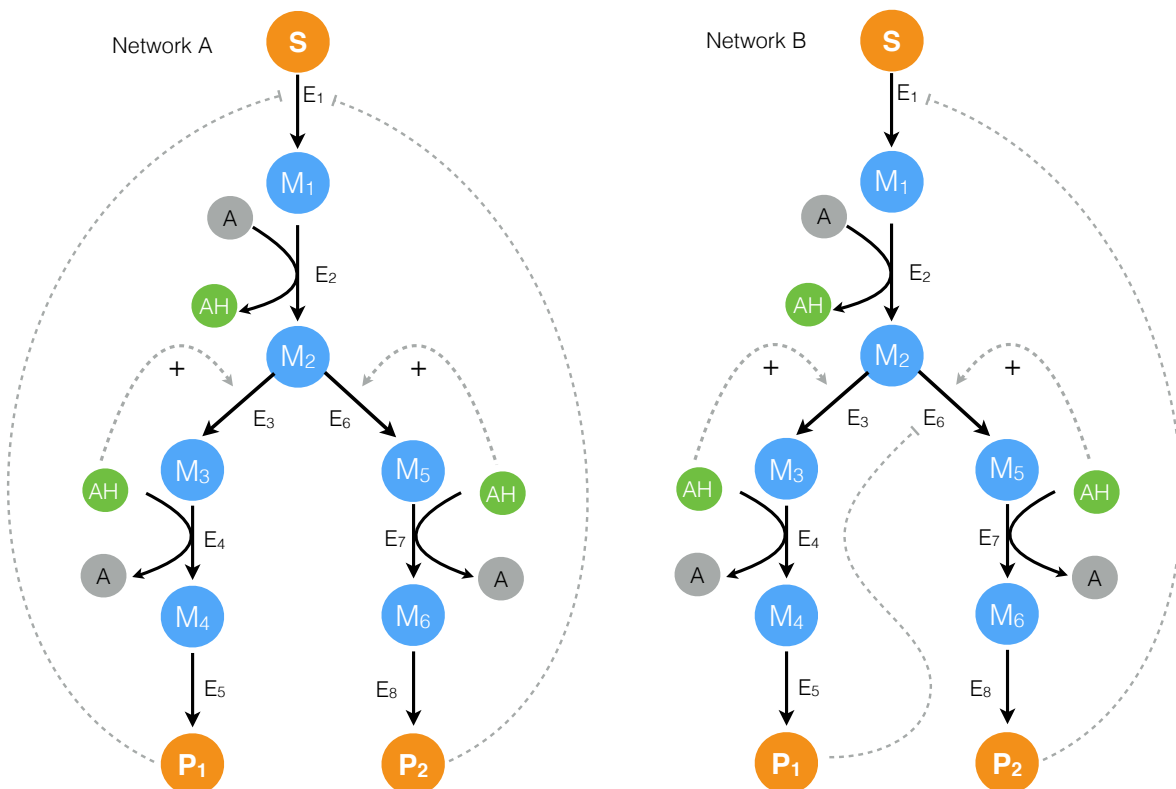 Network A
S
E₁
M₁
A
E₂
AH
M₂
+
+
E₃
E₆
M₃
M₅
AH
AH
E₄
E₇
A
A
M₄
M₆
E₅
E₈
P₁
P₂
Network B
S
E₁
M₁
A
E₂
AH
M₂
+
+
E₃
E₆
M₃
M₅
AH
AH
E₄
E₇
A
A
M₄
M₆
E₅
E₈
P₁
P₂